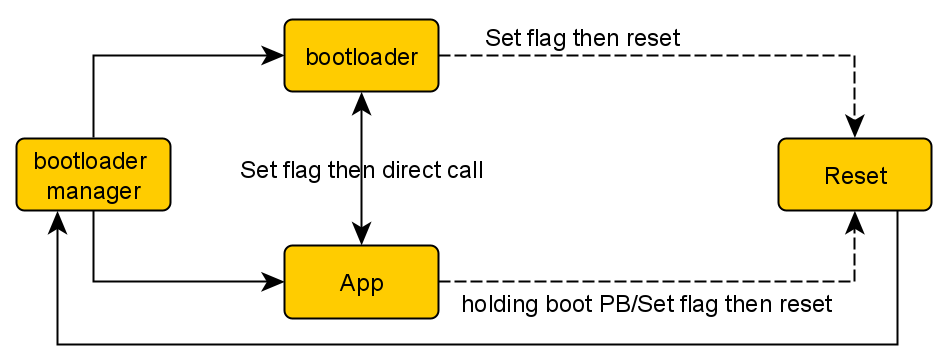 Set flag then reset
bootloader
bootloader
manager
Set flag then direct call
Reset
App
holding boot PB/Set flag then reset